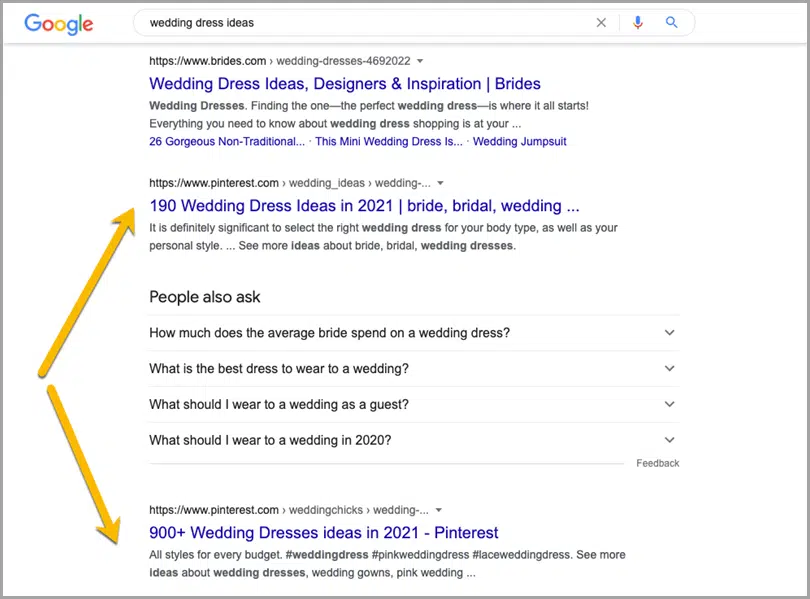 Google
wedding dress ideas
https://www.brides.com › wedding-dresses-4692022
Wedding Dress Ideas, Designers & Inspiration | Brides
Wedding Dresses. Finding the one—the perfect wedding dress—is where it all starts!
Everything you need to know about wedding dress shopping is at your ...
26 Gorgeous Non-Traditional... · This Mini Wedding Dress Is... · Wedding Jumpsuit
https://www.pinterest.com › wedding_ideas › wedding-...
190 Wedding Dress Ideas in 2021 | bride, bridal, wedding ...
It is definitely significant to select the right wedding dress for your body type, as well as your
personal style. ... See more ideas about bride, bridal, wedding dresses.
People also ask
How much does the average bride spend on a wedding dress?
What is the best dress to wear to a wedding?
What should I wear to a wedding as a guest?
What should I wear to a wedding in 2020?
Feedback
https://www.pinterest.com › weddingchicks › wedding-...
900+ Wedding Dresses ideas in 2021 - Pinterest
All styles for every budget. #weddingdress #pinkweddingdress #laceweddingdress. See more
ideas about wedding dresses, wedding gowns, pink wedding ...